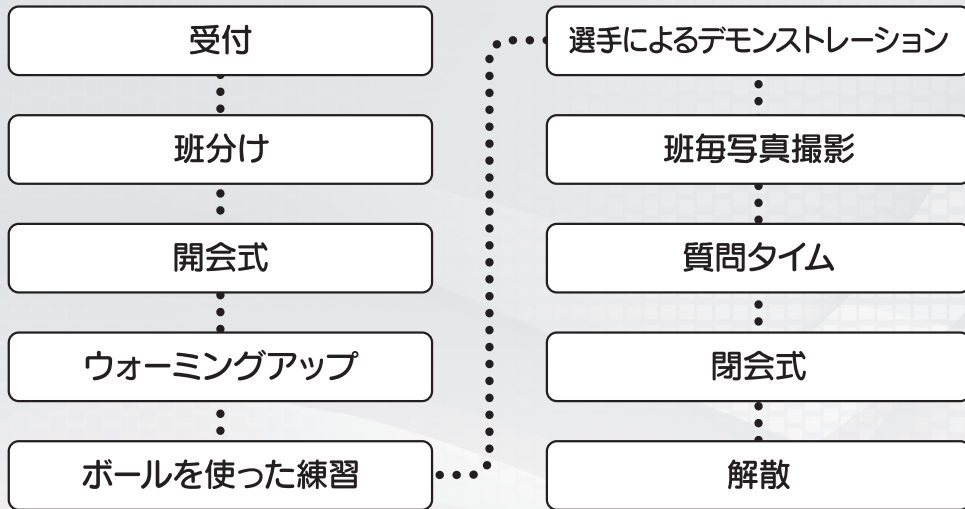 受付
班分け
開会式
ウォーミングアップ
ボールを使った練習
選手によるデモンストレーション
班毎写真撮影
質問タイム
閉会式
解散